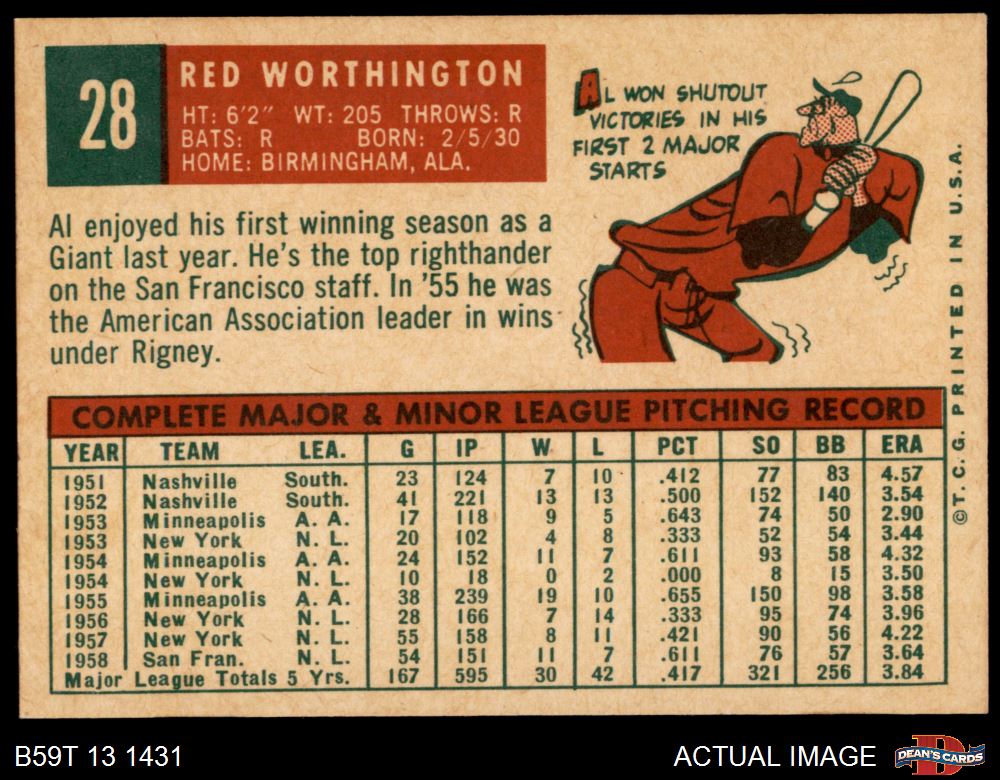 28
RED WORTHINGTON
HT: 6'2" WT: 205 THROWS: R
BATS: R BORN: 2/5/30
HOME: BIRMINGHAM, ALA.
AL WON SHUTOUT
VICTORIES IN HIS
FIRST 2 MAJOR
STARTS
Al enjoyed his first winning season as a
Giant last year. He's the top righthander
on the San Francisco staff. In '55 he was
the American Association leader in wins
under Rigney.
COMPLETE MAJOR & MINOR LEAGUE PITCHING RECORD
YEAR TEAM LEA. G IP W L PCT SO BB ERA
1951 Nashville South. 23 124 7 10 .412 77 83 4.57
1952 Nashville South. 41 221 13 13 .500 152 140 3.54
1953 Minneapolis A. A. 17 118 9 5 .643 74 50 2.90
1953 New York N. L. 20 102 4 8 .333 52 54 3.44
1954 Minneapolis A. A. 24 152 11 7 .611 93 58 4.32
1954 New York N. L. 10 18 0 2 .000 8 15 3.50
1955 Minneapolis A. A. 38 239 19 10 .655 150 98 3.58
1956 New York N. L. 28 166 7 14 .333 95 74 3.96
1957 New York N. L. 55 158 8 11 .421 90 56 4.22
1958 San Fran. N. L. 54 151 11 7 .611 76 57 3.64
Major League Totals 5 Yrs. 167 595 30 42 .417 321 256 3.84
©T. C. G. PRINTED IN U.S.A.
B59T 13 1431
ACTUAL IMAGE
DEAN'S CARDS